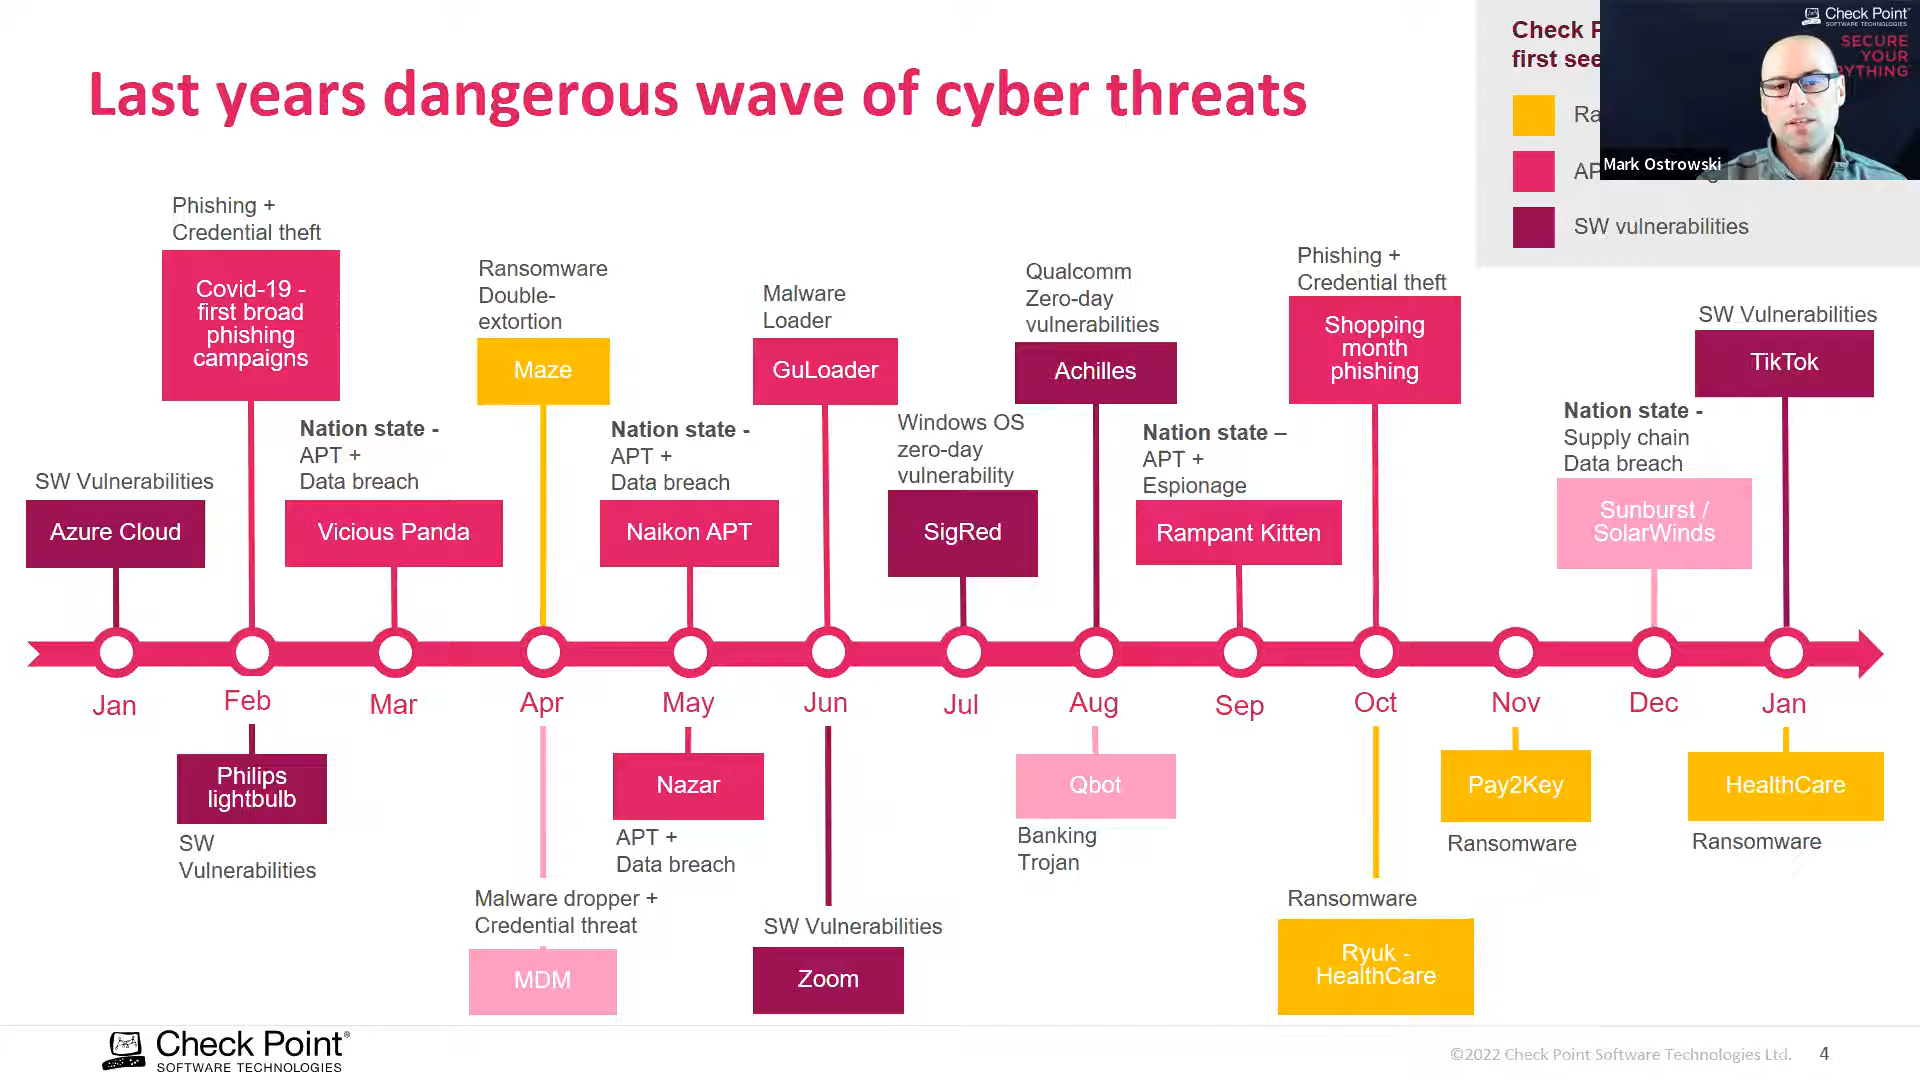 Last years dangerous wave of cyber threats
Check
first see
Check Point
SOFTWARE TECHNOLOGIES
SECURE
YOUR
Mark Ostrowski
SW vulnerabilities
Phishing +
Credential theft
Covid-19 -
first broad
phishing
campaigns
Ransomware
Double-
extortion
Maze
Malware
Loader
GuLoader
Qualcomm
Zero-day
vulnerabilities
Achilles
Phishing +
Credential theft
Shopping
month
phishing
SW Vulnerabilities
TikTok
SW Vulnerabilities
Azure Cloud
Nation state -
APT +
Data breach
Vicious Panda
Nation state -
APT +
Data breach
Naikon APT
Windows OS
zero-day
vulnerability
SigRed
Nation state –
APT +
Espionage
Rampant Kitten
Nation state -
Supply chain
Data breach
Sunburst /
SolarWinds
Jan
Feb
Mar
Apr
May
Jun
Jul
Aug
Sep
Oct
Nov
Dec
Jan
Philips
lightbulb
SW
Vulnerabilities
Malware dropper +
Credential threat
MDM
Nazar
APT +
Data breach
SW Vulnerabilities
Zoom
Qbot
Banking
Trojan
Ransomware
Ryuk -
HealthCare
Pay2Key
Ransomware
HealthCare
Ransomware
Check Point®
SOFTWARE TECHNOLOGIES
©2022 Check Point Software Technologies Ltd. 4